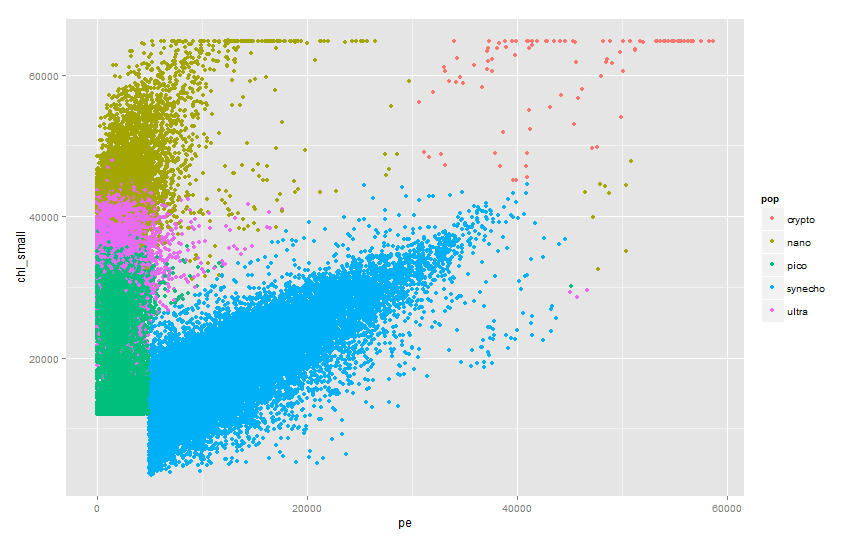 60000
40000
20000
chl_small
0
20000
40000
60000
pe
pop
crypto
nano
pico
synecho
ultra